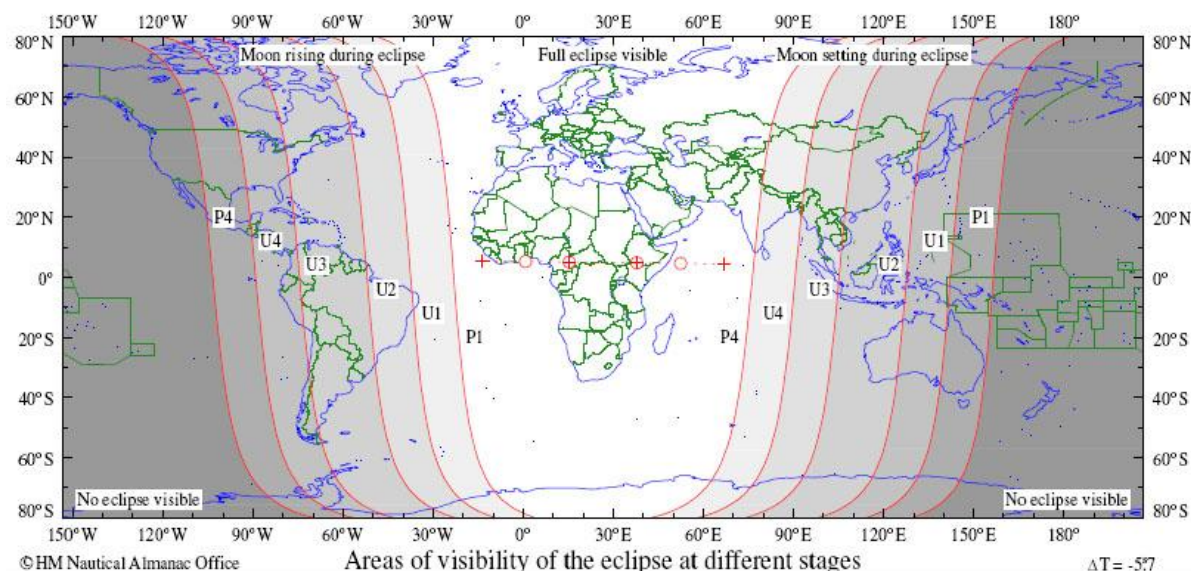 150°W 120°W 90°W 60°W 30°W 0° 30°E 60°E 90°E 120°E 150°E 180°
80°N Moon rising during eclipse Full eclipse visible Moon setting during eclipse 80°N
60°N 60°N
40°N 40°N
20°N P4 P1 20°N
U4 U1
U3 U2
0° 0°
U2 U3
U1 U4
20°S P1 P4 20°S
40°S 40°S
60°S 60°S
No eclipse visible No eclipse visible
80°S 80°S
150°W 120°W 90°W 60°W 30°W 0° 30°E 60°E 90°E 120°E 150°E 180°
©HM Nautical Almanac Office Areas of visibility of the eclipse at different stages ΔT = -5.7